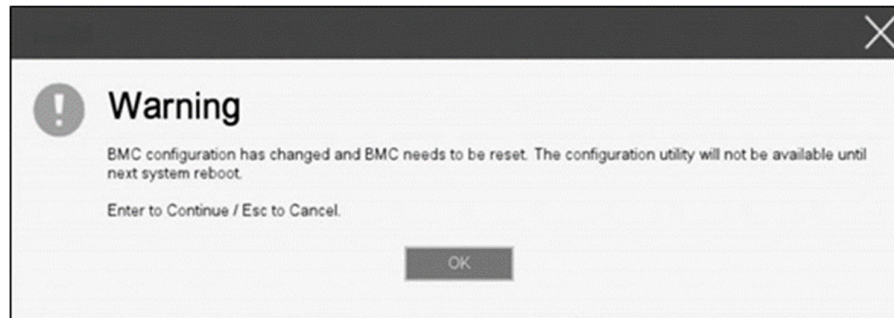 Warning
BMC configuration has changed and BMC needs to be reset. The configuration utility will not be available until
next system reboot.
Enter to Continue / Esc to Cancel.
OK